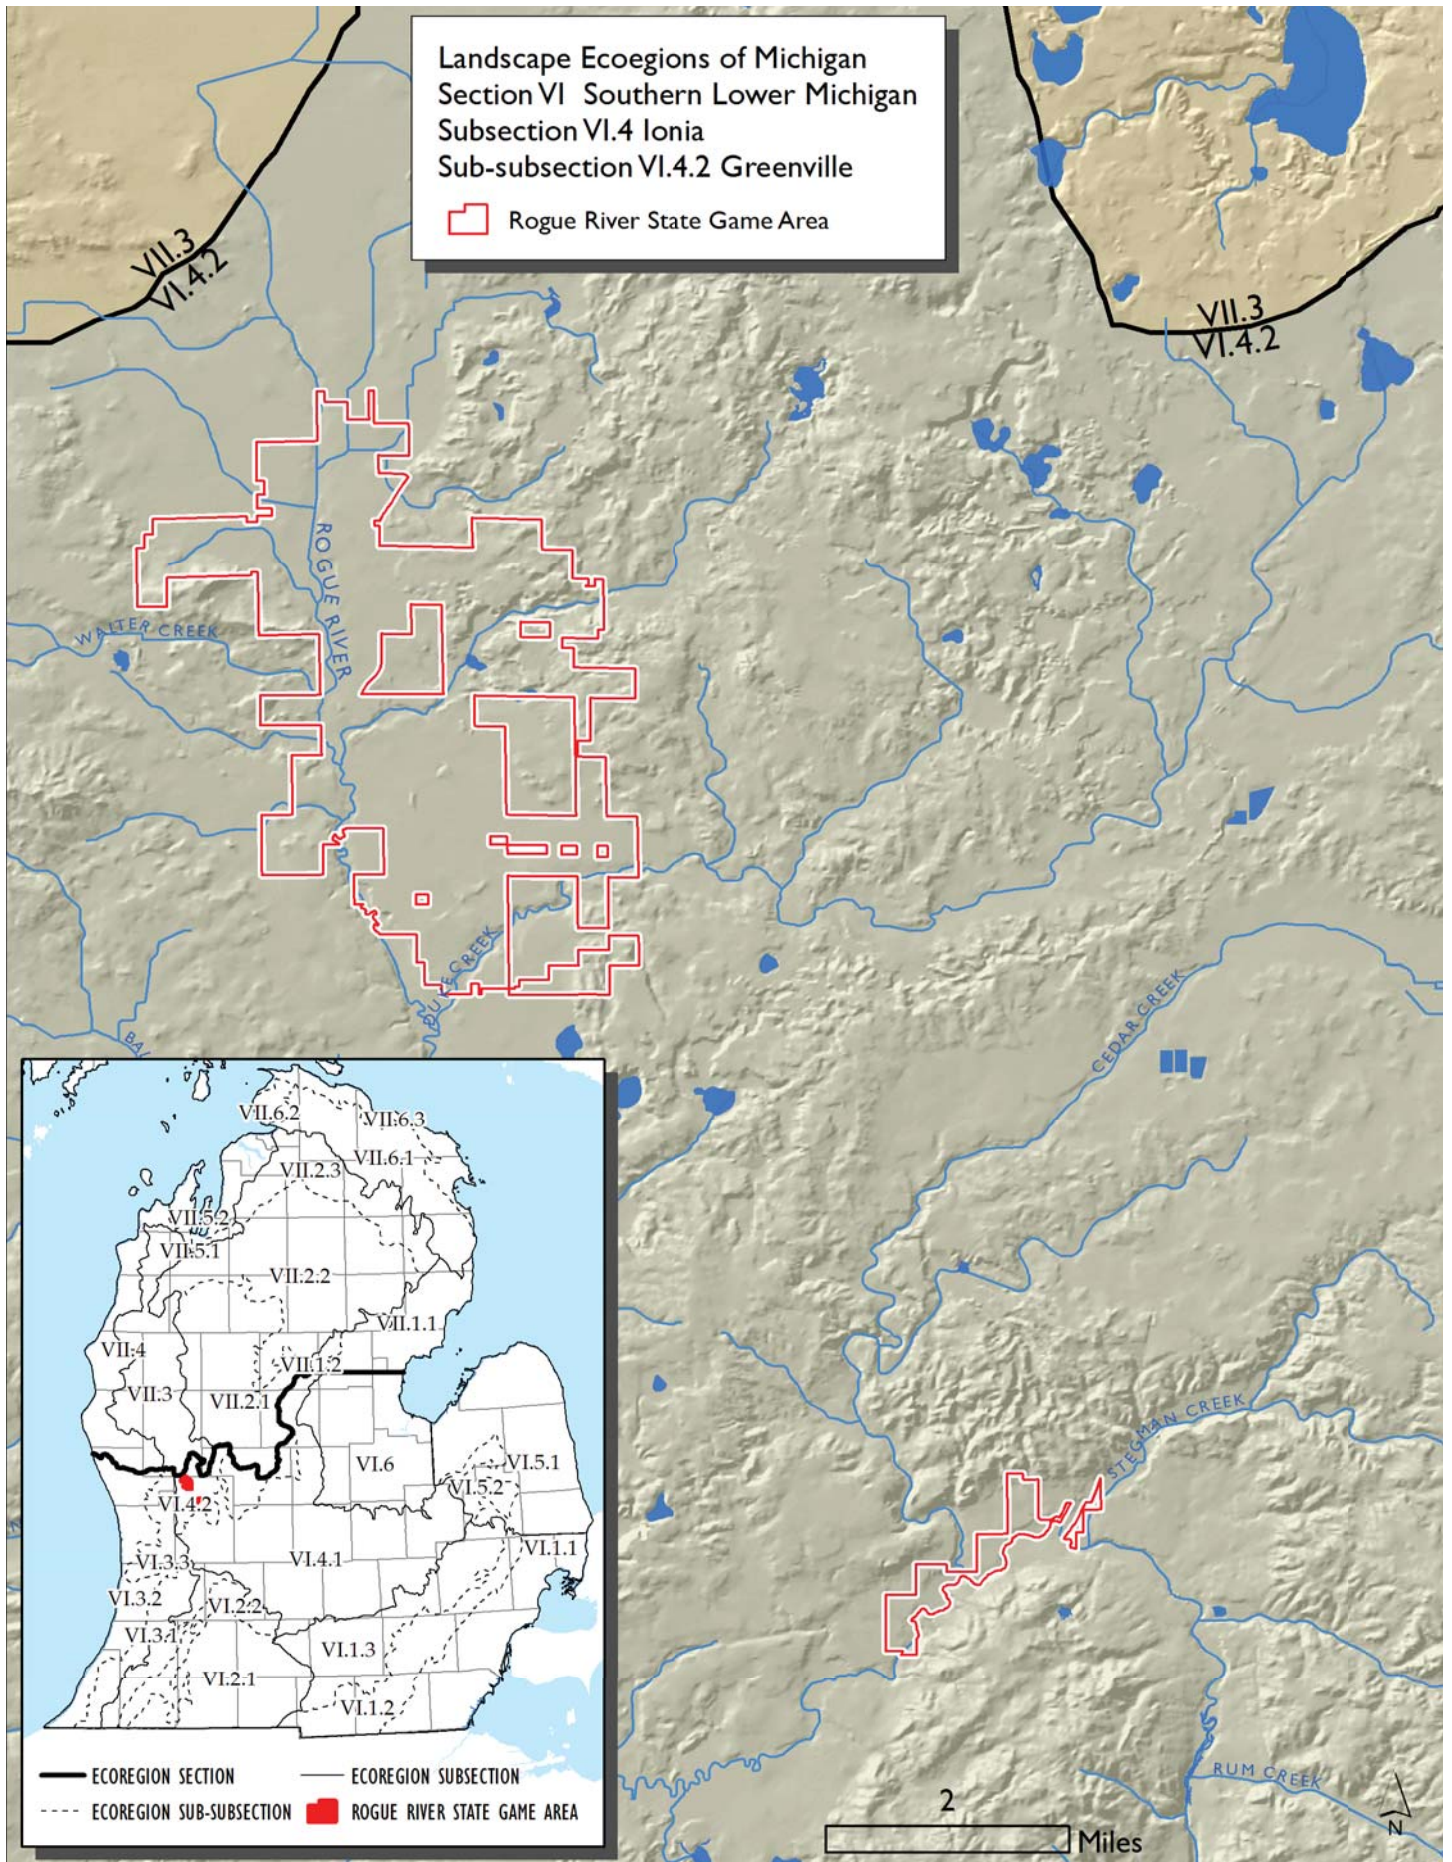 Landscape Ecoegions of Michigan
Section VI Southern Lower Michigan
Subsection VI.4 Ionia
Sub-subsection VI.4.2 Greenville
Rogue River State Game Area
VII.3
VI.4.2
VII.3
VI.4.2
ROGUE RIVER
WALTER CREEK
DUKE CREEK
CEDAR CREEK
BAL
STEGMAN CREEK
RUM CREEK
VII.6.2
VII.6.3
VII.6.1
VII.2.3
VII.5.2
VII.5.1
VII.2.2
VII.1.1
VII.4
VII.1.2
VII.3
VII.2.1
VI.6
VI.5.1
VI.5.2
VI.4.2
VI.1.1
VI.3.3
VI.4.1
VI.3.2
VI.2.2
VI.3.1
VI.1.3
VI.2.1
VI.1.2
ECOREGION SECTION
ECOREGION SUBSECTION
ECOREGION SUB-SUBSECTION
ROGUE RIVER STATE GAME AREA
2
Miles
N